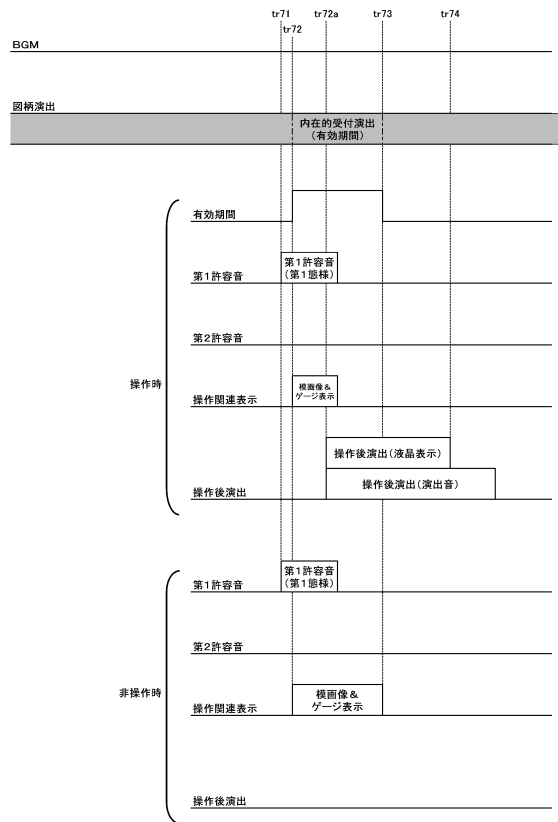 tr71
tr72
tr72a
tr73
tr74
BGM
図柄演出
内在的受付演出
(有効期間)
操作時
有効期間
第1許容音
第1許容音
(第1態様)
第2許容音
操作関連表示
模画像&
ゲージ表示
操作後演出(液晶表示)
操作後演出
操作後演出(演出音)
非操作時
第1許容音
第1許容音
(第1態様)
第2許容音
操作関連表示
模画像&
ゲージ表示
操作後演出